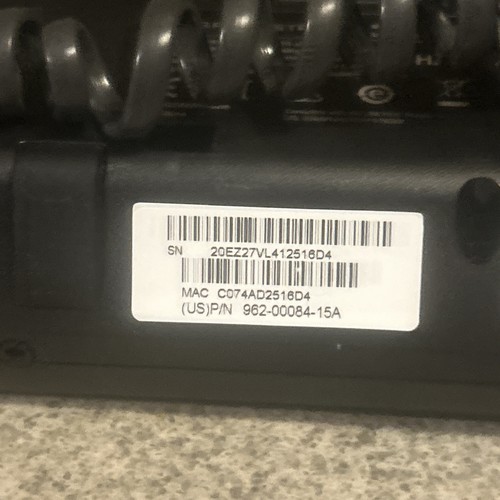 SN 20EZ27VL412516D4
MAC C074AD2516D4
(US)P/N 962-00084-15A